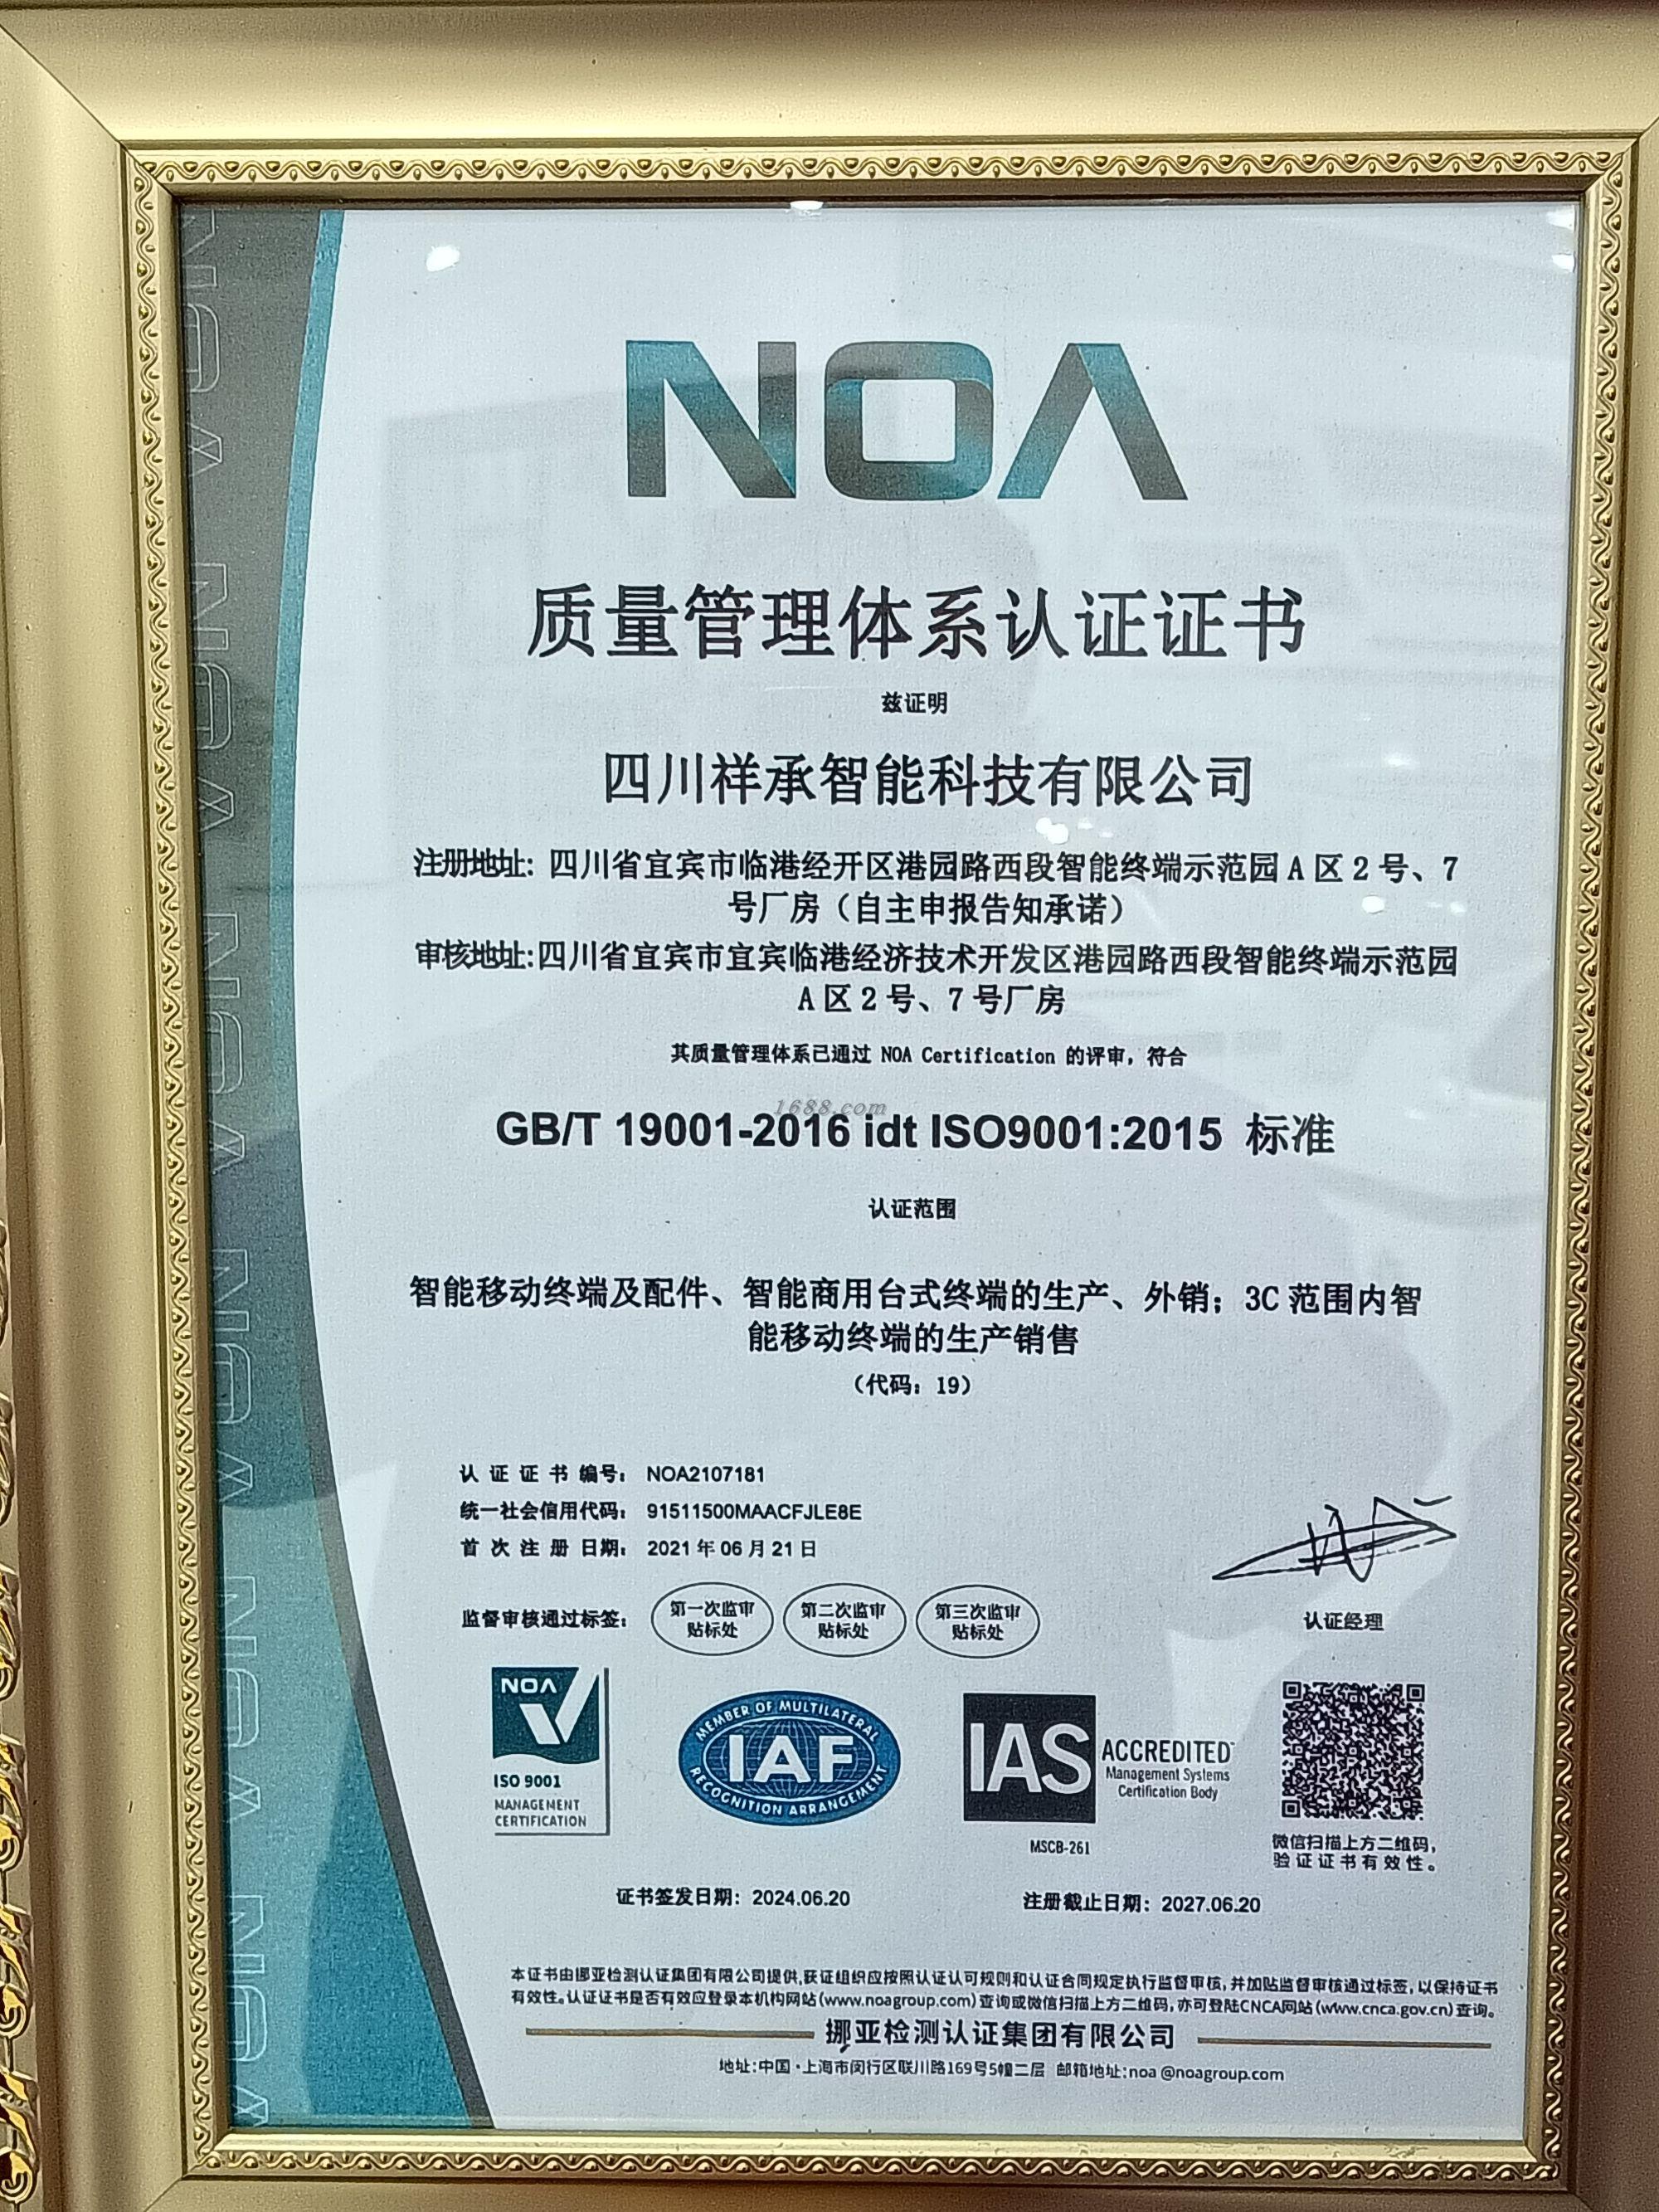 NOA
质量管理体系认证证书
兹证明
四川祥承智能科技有限公司
注册地址: 四川省宜宾市临港经开区港园路西段智能终端示范园 A 区 2 号、7
号厂房（自主申报告知承诺）
审核地址:四川省宜宾市宜宾临港经济技术开发区港园路西段智能终端示范园
A 区 2 号、7 号厂房
其质量管理体系已通过 NOA Certification 的评审，符合
1688.com
GB/T 19001-2016 idt ISO9001:2015 标准
认证范围
智能移动终端及配件、智能商用台式终端的生产、外销；3C 范围内智
能移动终端的生产销售
（代码：19）
认 证 证 书 编号： NOA2107181
统一社会信用代码： 91511500MAACFJLE8E
首 次 注 册 日期： 2021 年 06 月 21 日
监督审核通过标签：
第一次监审
贴标处
第二次监审
贴标处
第三次监审
贴标处
认证经理
NOA
ISO 9001
MANAGEMENT
CERTIFICATION
MEMBER OF MULTILATERAL
IAF
RECOGNITION ARRANGEMENT
IAS
ACCREDITED
Management Systems
Certification Body
MSCB-261
微信扫描上方二维码,
验证证书有效性。
证书签发日期：2024.06.20
注册截止日期：2027.06.20
本证书由挪亚检测认证集团有限公司提供,获证组织应按照认证认可规则和认证合同规定执行监督审核,并加贴监督审核通过标签,以保持证书
有效性。认证证书是否有效应登录本机构网站(www.noagroup.com)查询或微信扫描上方二维码,亦可登陆CNCA网站(www.cnca.gov.cn)查询。
挪亚检测认证集团有限公司
地址:中国·上海市闵行区联川路169号5幢二层 邮箱地址:noa@noagroup.com